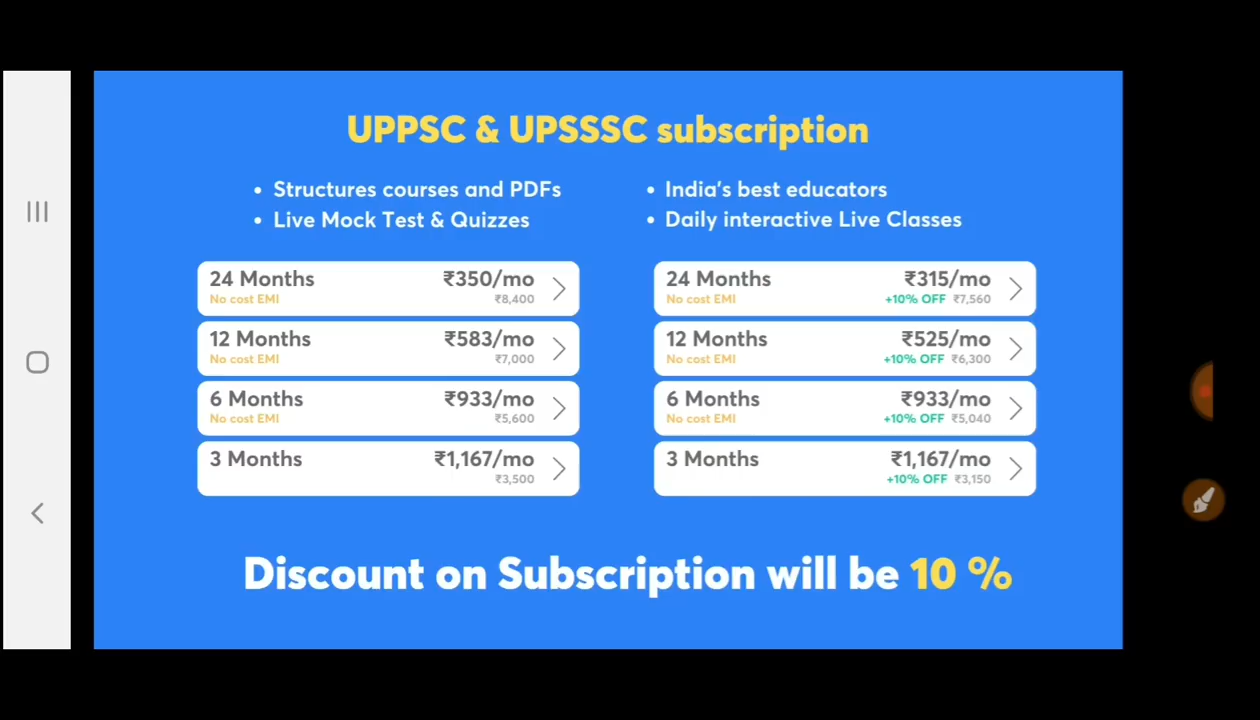 UPPSC & UPSSSC subscription
• Structures courses and PDFs
• Live Mock Test & Quizzes
• India's best educators
• Daily interactive Live Classes
24 Months ₹350/mo
No cost EMI ₹8,400
12 Months ₹583/mo
No cost EMI ₹7,000
6 Months ₹933/mo
No cost EMI ₹5,600
3 Months ₹1,167/mo
₹3,500
24 Months ₹315/mo
No cost EMI +10% OFF ₹7,560
12 Months ₹525/mo
No cost EMI +10% OFF ₹6,300
6 Months ₹933/mo
No cost EMI +10% OFF ₹5,040
3 Months ₹1,167/mo
+10% OFF ₹3,150
Discount on Subscription will be 10 %